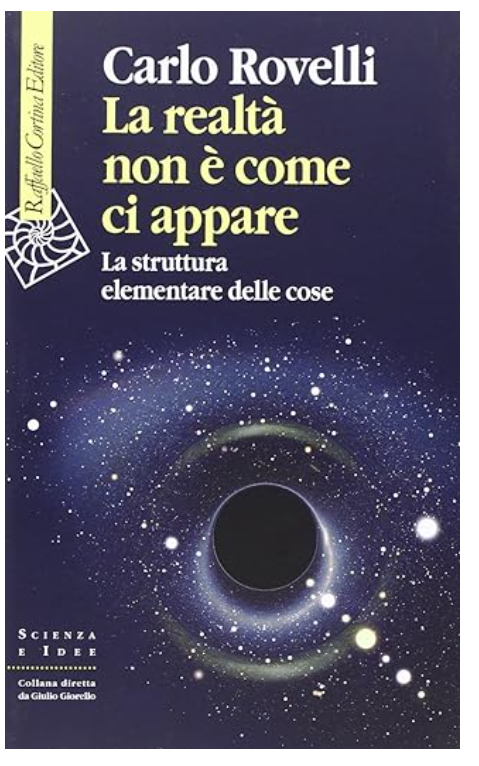 Raffaello Cortina Editore
Carlo Rovelli
La realtà
non è come
ci appare
La struttura
elementare delle cose
SCIENZA
E IDEE
Collana diretta
da Giulio Giorello